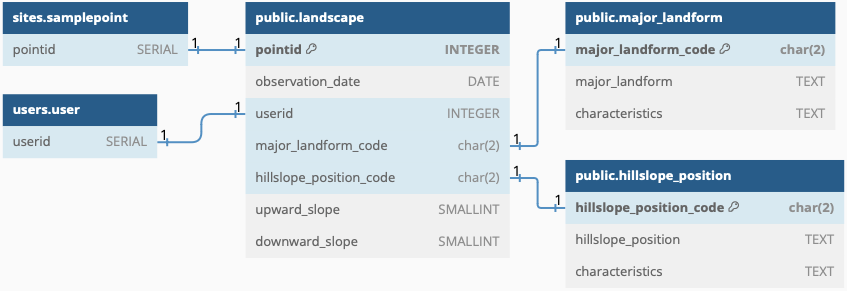 sites.samplepoint
pointid SERIAL
users.user
userid SERIAL
public.landscape
pointid INTEGER
observation_date DATE
userid INTEGER
major_landform_code char(2)
hillslope_position_code char(2)
upward_slope SMALLINT
downward_slope SMALLINT
public.major_landform
major_landform_code char(2)
major_landform TEXT
characteristics TEXT
public.hillslope_position
hillslope_position_code char(2)
hillslope_position TEXT
characteristics TEXT
1 1
1 1
1 1
1 1